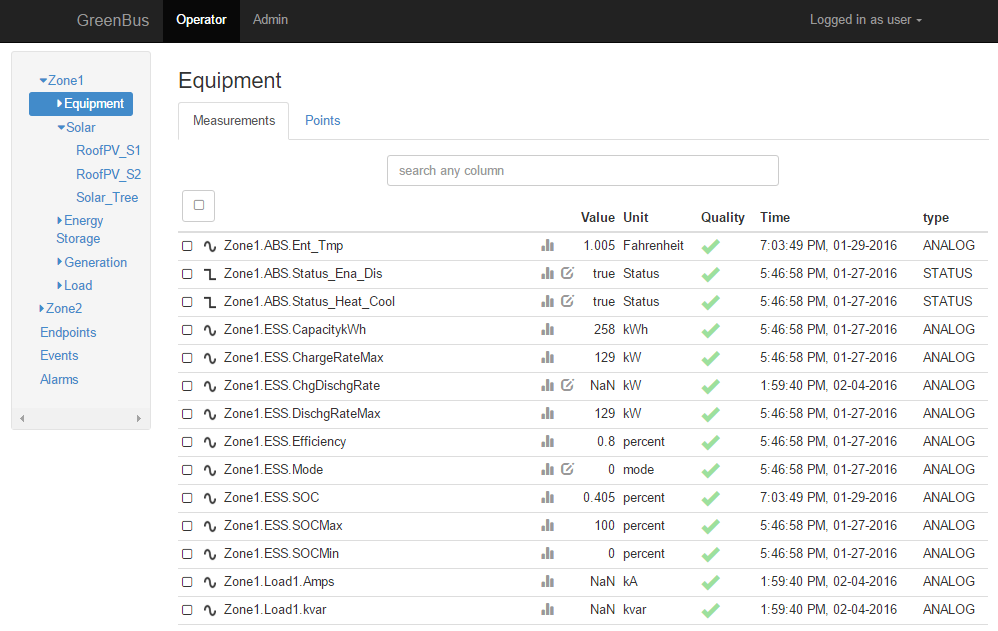 GreenBus Operator Admin Logged in as user
Zone1
Equipment
Solar
RoofPV_S1
RoofPV_S2
Solar_Tree
Energy
Storage
Generation
Load
Zone2
Endpoints
Events
Alarms
Equipment
Measurements Points
search any column
Value Unit Quality Time type
Zone1.ABS.Ent_Tmp 1.005 Fahrenheit 7:03:49 PM, 01-29-2016 ANALOG
Zone1.ABS.Status_Ena_Dis true Status 5:46:58 PM, 01-27-2016 STATUS
Zone1.ABS.Status_Heat_Cool true Status 5:46:58 PM, 01-27-2016 STATUS
Zone1.ESS.CapacitykWh 258 kWh 5:46:58 PM, 01-27-2016 ANALOG
Zone1.ESS.ChargeRateMax 129 kW 5:46:58 PM, 01-27-2016 ANALOG
Zone1.ESS.ChgDischgRate NaN kW 1:59:40 PM, 02-04-2016 ANALOG
Zone1.ESS.DischgRateMax 129 kW 5:46:58 PM, 01-27-2016 ANALOG
Zone1.ESS.Efficiency 0.8 percent 5:46:58 PM, 01-27-2016 ANALOG
Zone1.ESS.Mode 0 mode 5:46:58 PM, 01-27-2016 ANALOG
Zone1.ESS.SOC 0.405 percent 7:03:49 PM, 01-29-2016 ANALOG
Zone1.ESS.SOCMax 100 percent 5:46:58 PM, 01-27-2016 ANALOG
Zone1.ESS.SOCMin 0 percent 5:46:58 PM, 01-27-2016 ANALOG
Zone1.Load1.Amps NaN kA 1:59:40 PM, 02-04-2016 ANALOG
Zone1.Load1.kvar NaN kvar 1:59:40 PM, 02-04-2016 ANALOG